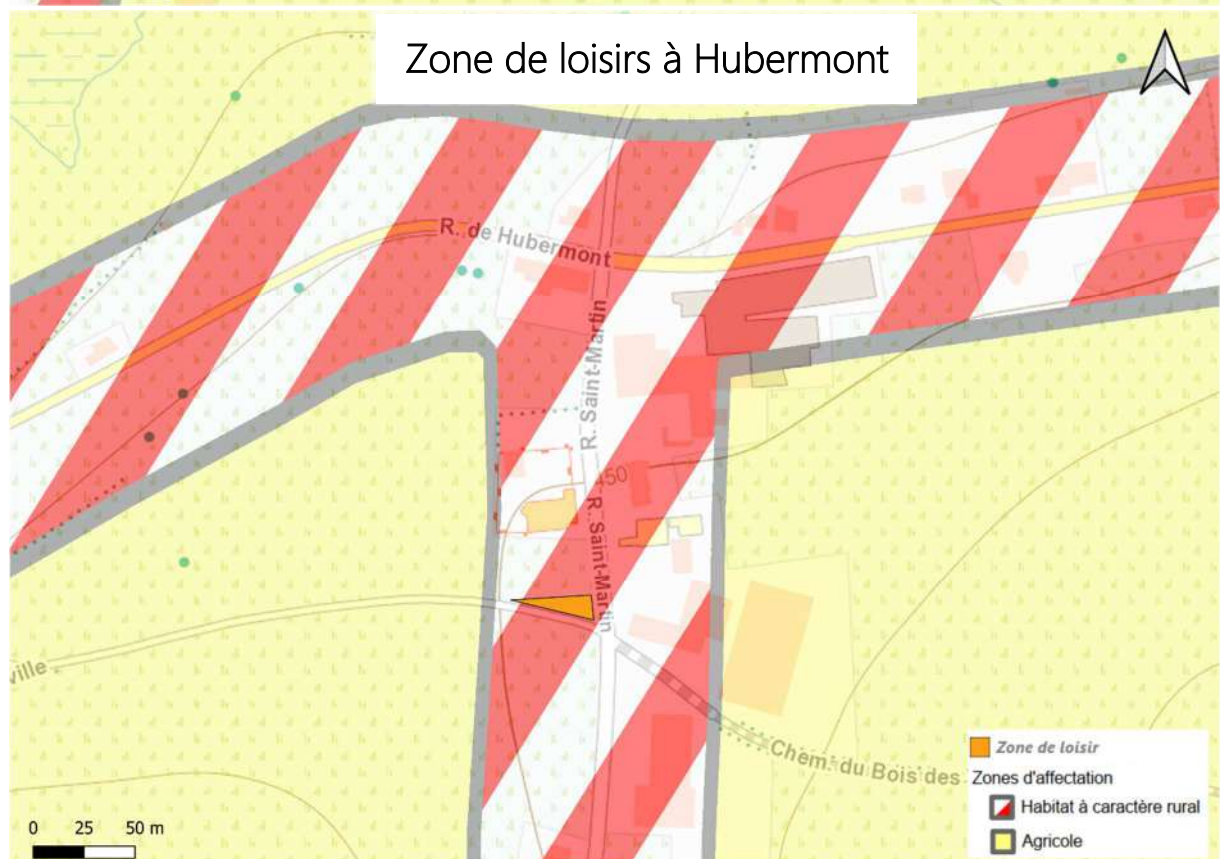 Zone de loisirs à Hubermont
R. de Hubermont
R. Saint-Martin
450
R. Saint-Martin
ville
Chem. du Bois des
Zone de loisir
Zones d'affectation
Habitat à caractère rural
Agricole
0 25 50 m